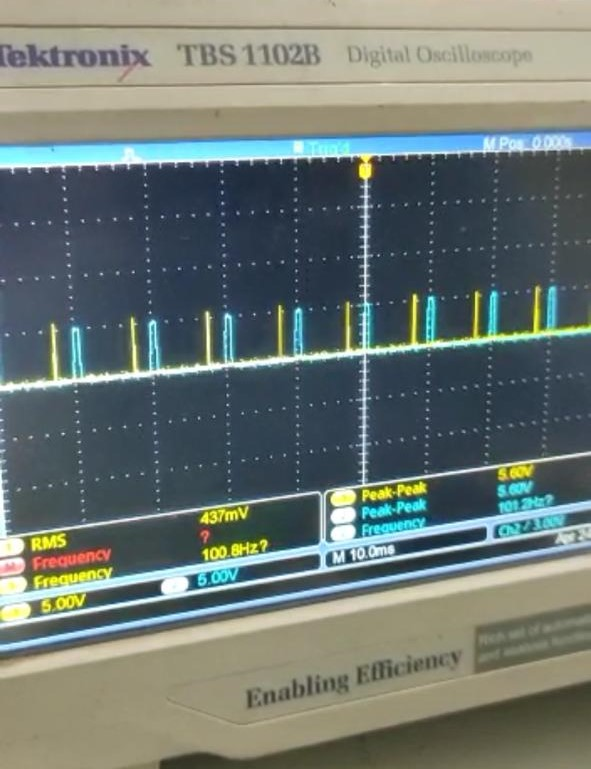 Tektronix TBS 1102B Digital Oscilloscope
Trig'd M Pos: 0.000s
RMS 437mV
Frequency ?
Frequency 100.8Hz?
5.00V 5.00V
Peak-Peak 5.60V
Peak-Peak 5.60V
Frequency 101.2Hz?
M 10.0ms Ch2 / 3.00V
Enabling Efficiency